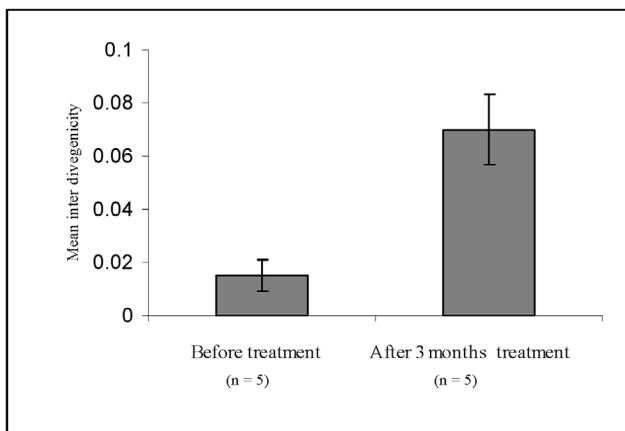 Mean inter divegenicity
0.1
0.08
0.06
0.04
0.02
0
Before treatment
After 3 months treatment
(n = 5)
(n = 5)